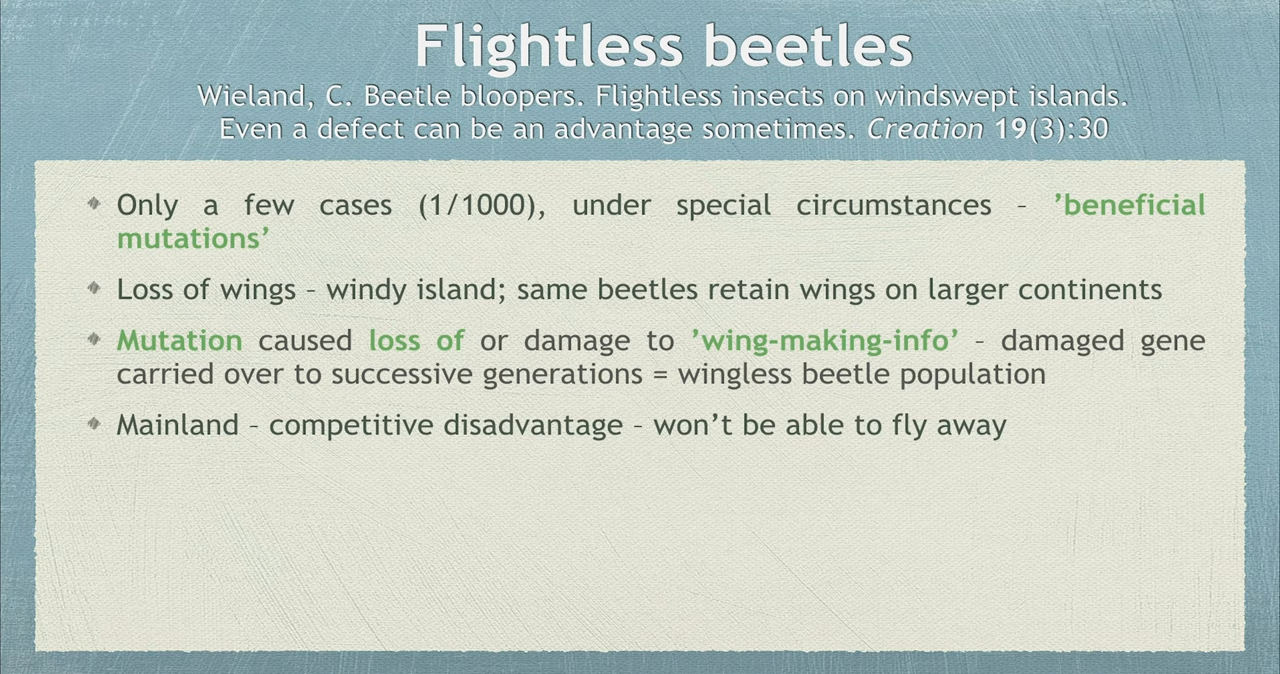 Flightless beetles
Wieland, C. Beetle bloopers. Flightless insects on windswept islands.
Even a defect can be an advantage sometimes. Creation 19(3):30
Only a few cases (1/1000), under special circumstances – ’beneficial
mutations’
Loss of wings – windy island; same beetles retain wings on larger continents
Mutation caused loss of or damage to ’wing-making-info’ – damaged gene
carried over to successive generations = wingless beetle population
Mainland – competitive disadvantage – won’t be able to fly away